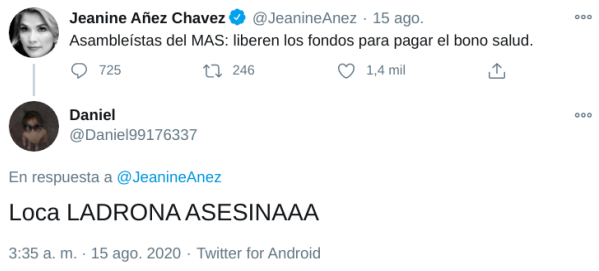 Jeanine Añez Chavez @JeanineAnez · 15 ago.
Asambleístas del MAS: liberen los fondos para pagar el bono salud.
725 246 1,4 mil
Daniel
@Daniel99176337
En respuesta a @JeanineAnez
Loca LADRONA ASESINAAA
3:35 a. m. · 15 ago. 2020 · Twitter for Android